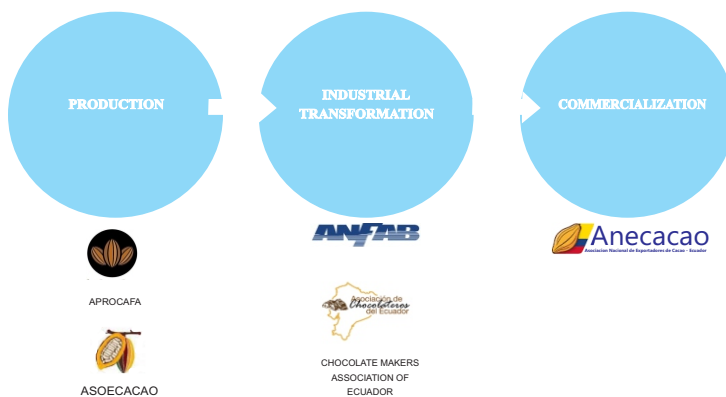 PRODUCTION
INDUSTRIAL
TRANSFORMATION
COMMERCIALIZATION
APROCAFA
ASOECACAO
ANFAB
Asociación de
Chocolateros
del Ecuador
CHOCOLATE MAKERS
ASSOCIATION OF
ECUADOR
Anecacao
Asociacion Nacional de Exportadores de Cacao - Ecuador